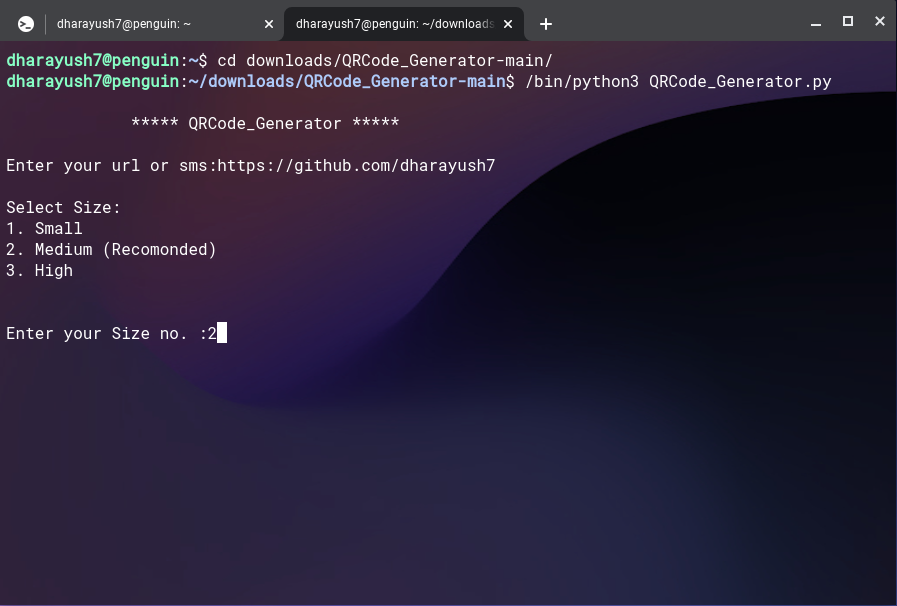 dharayush7@penguin: ~
dharayush7@penguin: ~/downloads
dharayush7@penguin:~$ cd downloads/QRCode_Generator-main/
dharayush7@penguin:~/downloads/QRCode_Generator-main$ /bin/python3 QRCode_Generator.py
***** QRCode_Generator *****
Enter your url or sms:https://github.com/dharayush7
Select Size:
1. Small
2. Medium (Recomonded)
3. High
Enter your Size no. :2